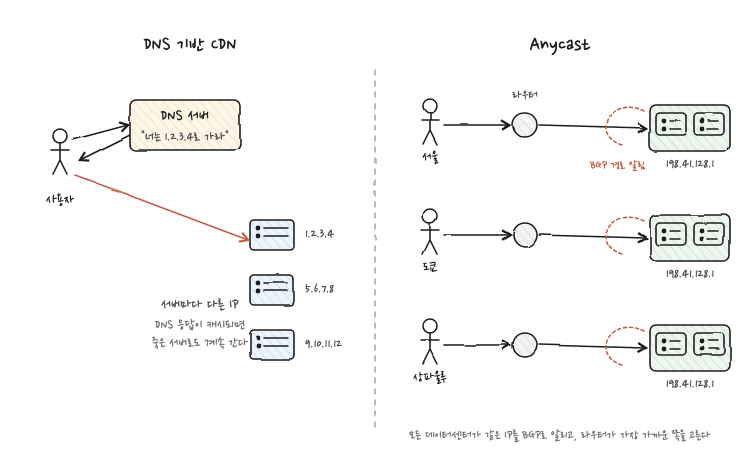 DNS 기반 CDN
DNS 서버
"너는 1.2.3.4로 가라"
사용자
1.2.3.4
5.6.7.8
9.10.11.12
서버마다 다른 IP
DNS 응답이 캐시되면
죽은 서버로도 계속 간다
Anycast
라우터
서울
BGP 경로 알림
198.41.128.1
도쿄
198.41.128.1
상파울루
198.41.128.1
모든 데이터센터가 같은 IP를 BGP로 알리고, 라우터가 가장 가까운 쪽을 고른다